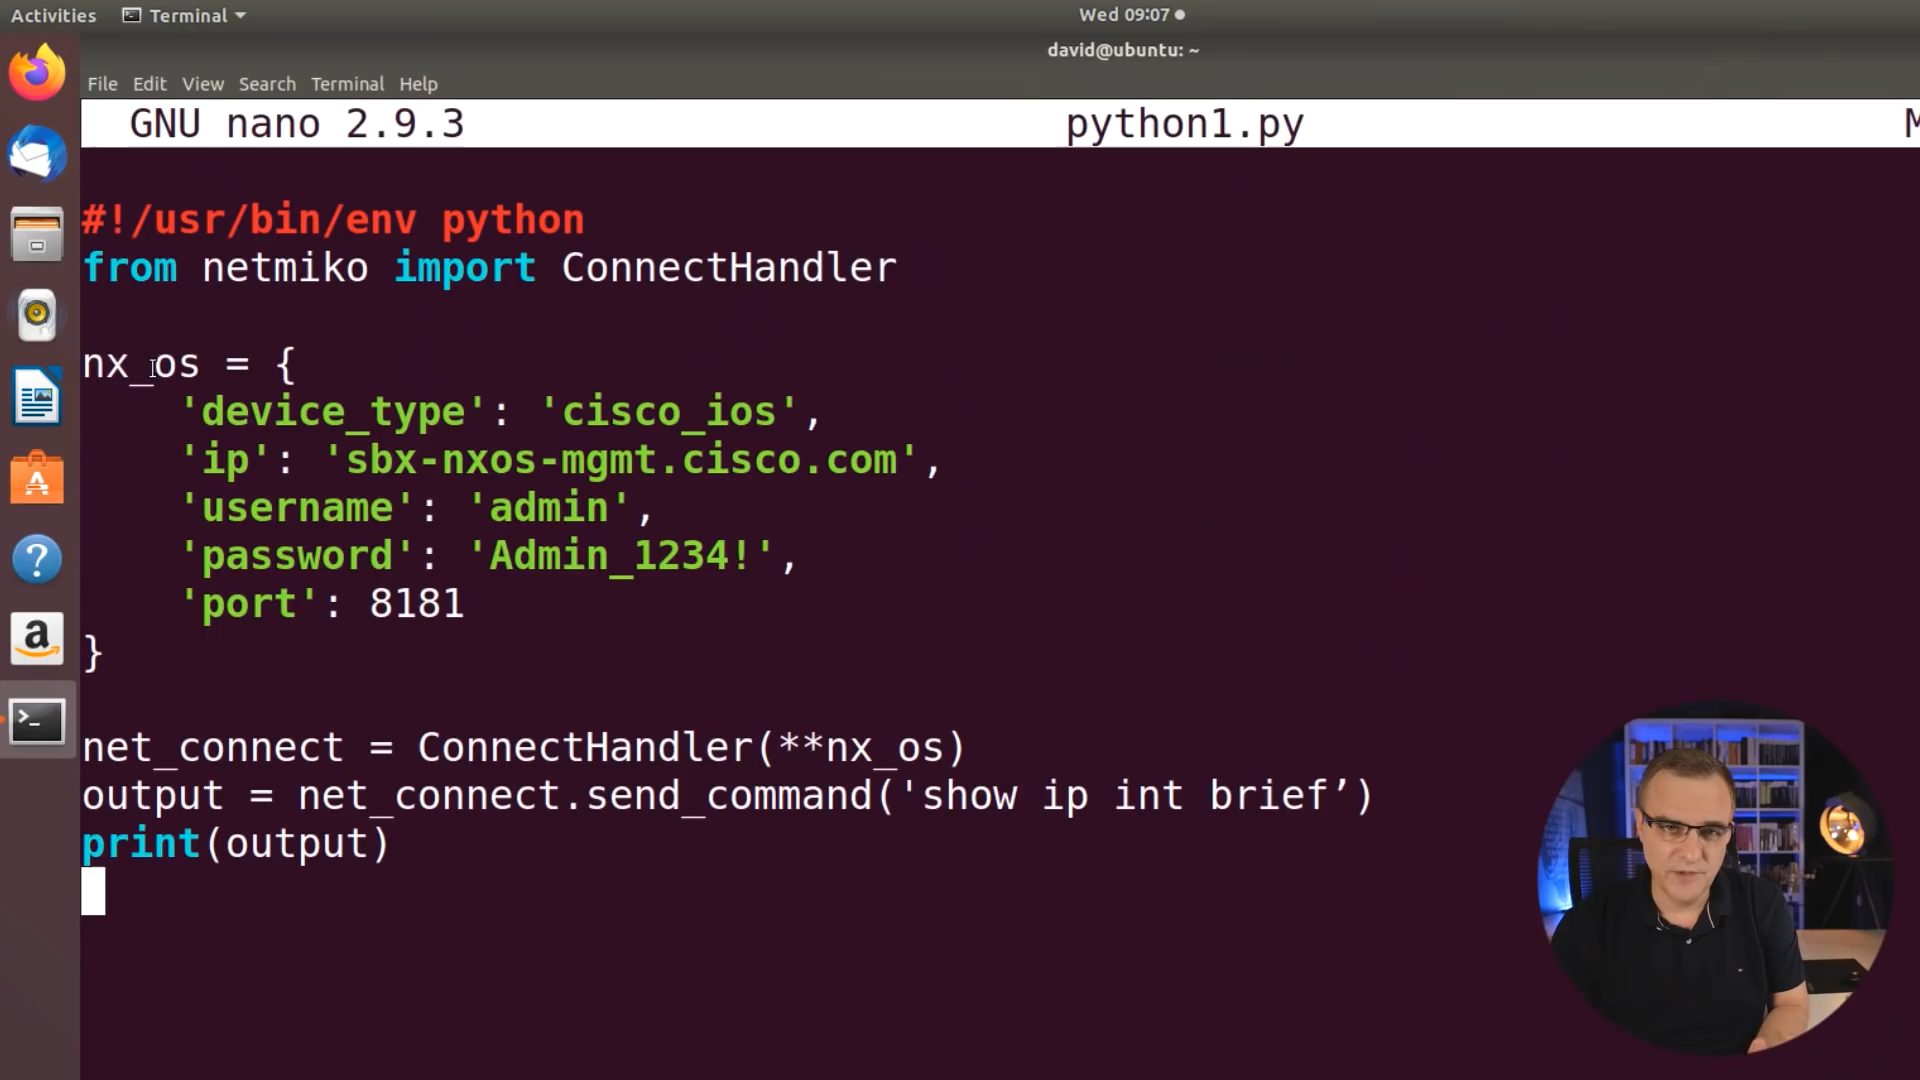 Activities Terminal Wed 09:07
david@ubuntu: ~
File Edit View Search Terminal Help
GNU nano 2.9.3 python1.py M
#!/usr/bin/env python
from netmiko import ConnectHandler
nx_os = {
    'device_type': 'cisco_ios',
    'ip': 'sbx-nxos-mgmt.cisco.com',
    'username': 'admin',
    'password': 'Admin_1234!',
    'port': 8181
}
net_connect = ConnectHandler(**nx_os)
output = net_connect.send_command('show ip int brief’)
print(output)